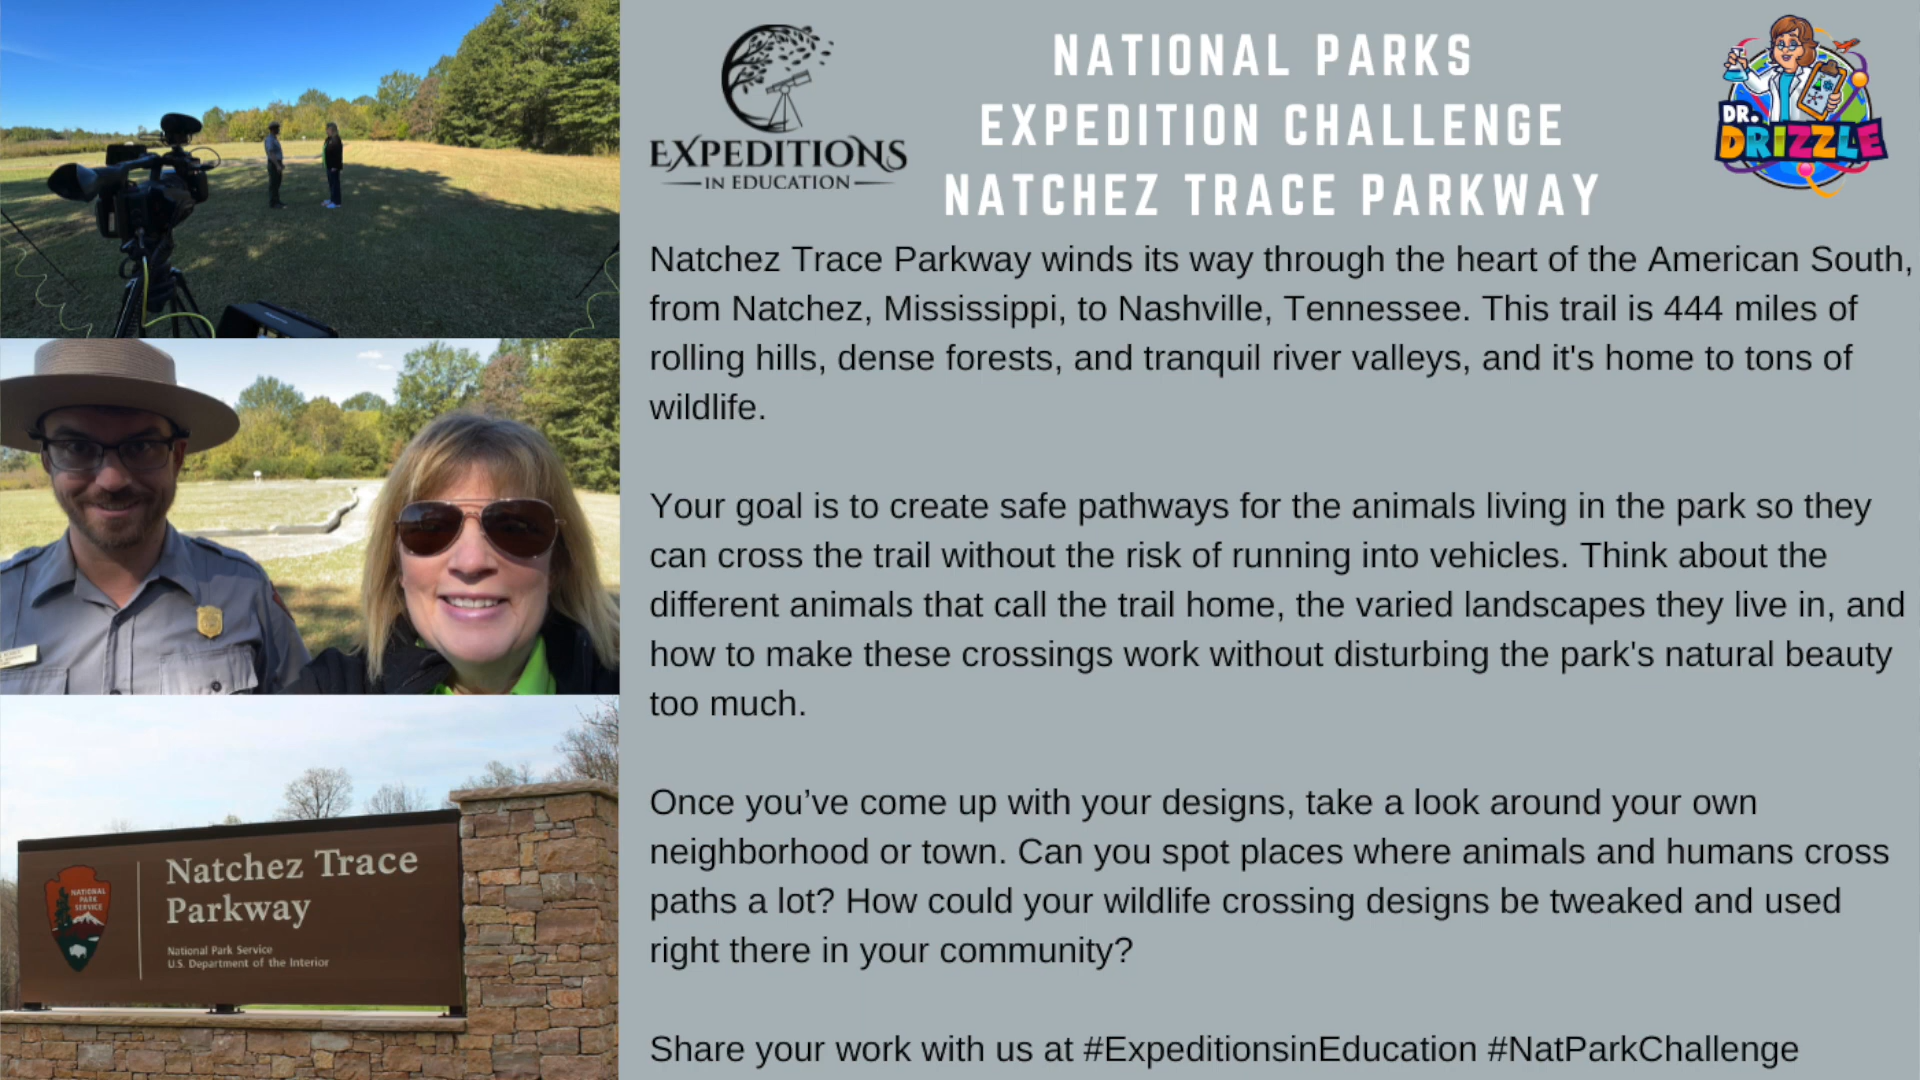 EXPEDITIONS
IN EDUCATION
NATIONAL PARKS
EXPEDITION CHALLENGE
NATCHEZ TRACE PARKWAY
DR.
DRIZZLE
Natchez Trace Parkway winds its way through the heart of the American South,
from Natchez, Mississippi, to Nashville, Tennessee. This trail is 444 miles of
rolling hills, dense forests, and tranquil river valleys, and it's home to tons of
wildlife.
Your goal is to create safe pathways for the animals living in the park so they
can cross the trail without the risk of running into vehicles. Think about the
different animals that call the trail home, the varied landscapes they live in, and
how to make these crossings work without disturbing the park's natural beauty
too much.
Once you’ve come up with your designs, take a look around your own
neighborhood or town. Can you spot places where animals and humans cross
paths a lot? How could your wildlife crossing designs be tweaked and used
right there in your community?
Share your work with us at #ExpeditionsinEducation #NatParkChallenge
Natchez Trace
Parkway
National Park Service
U.S. Department of the Interior
NATIONAL
PARK
SERVICE